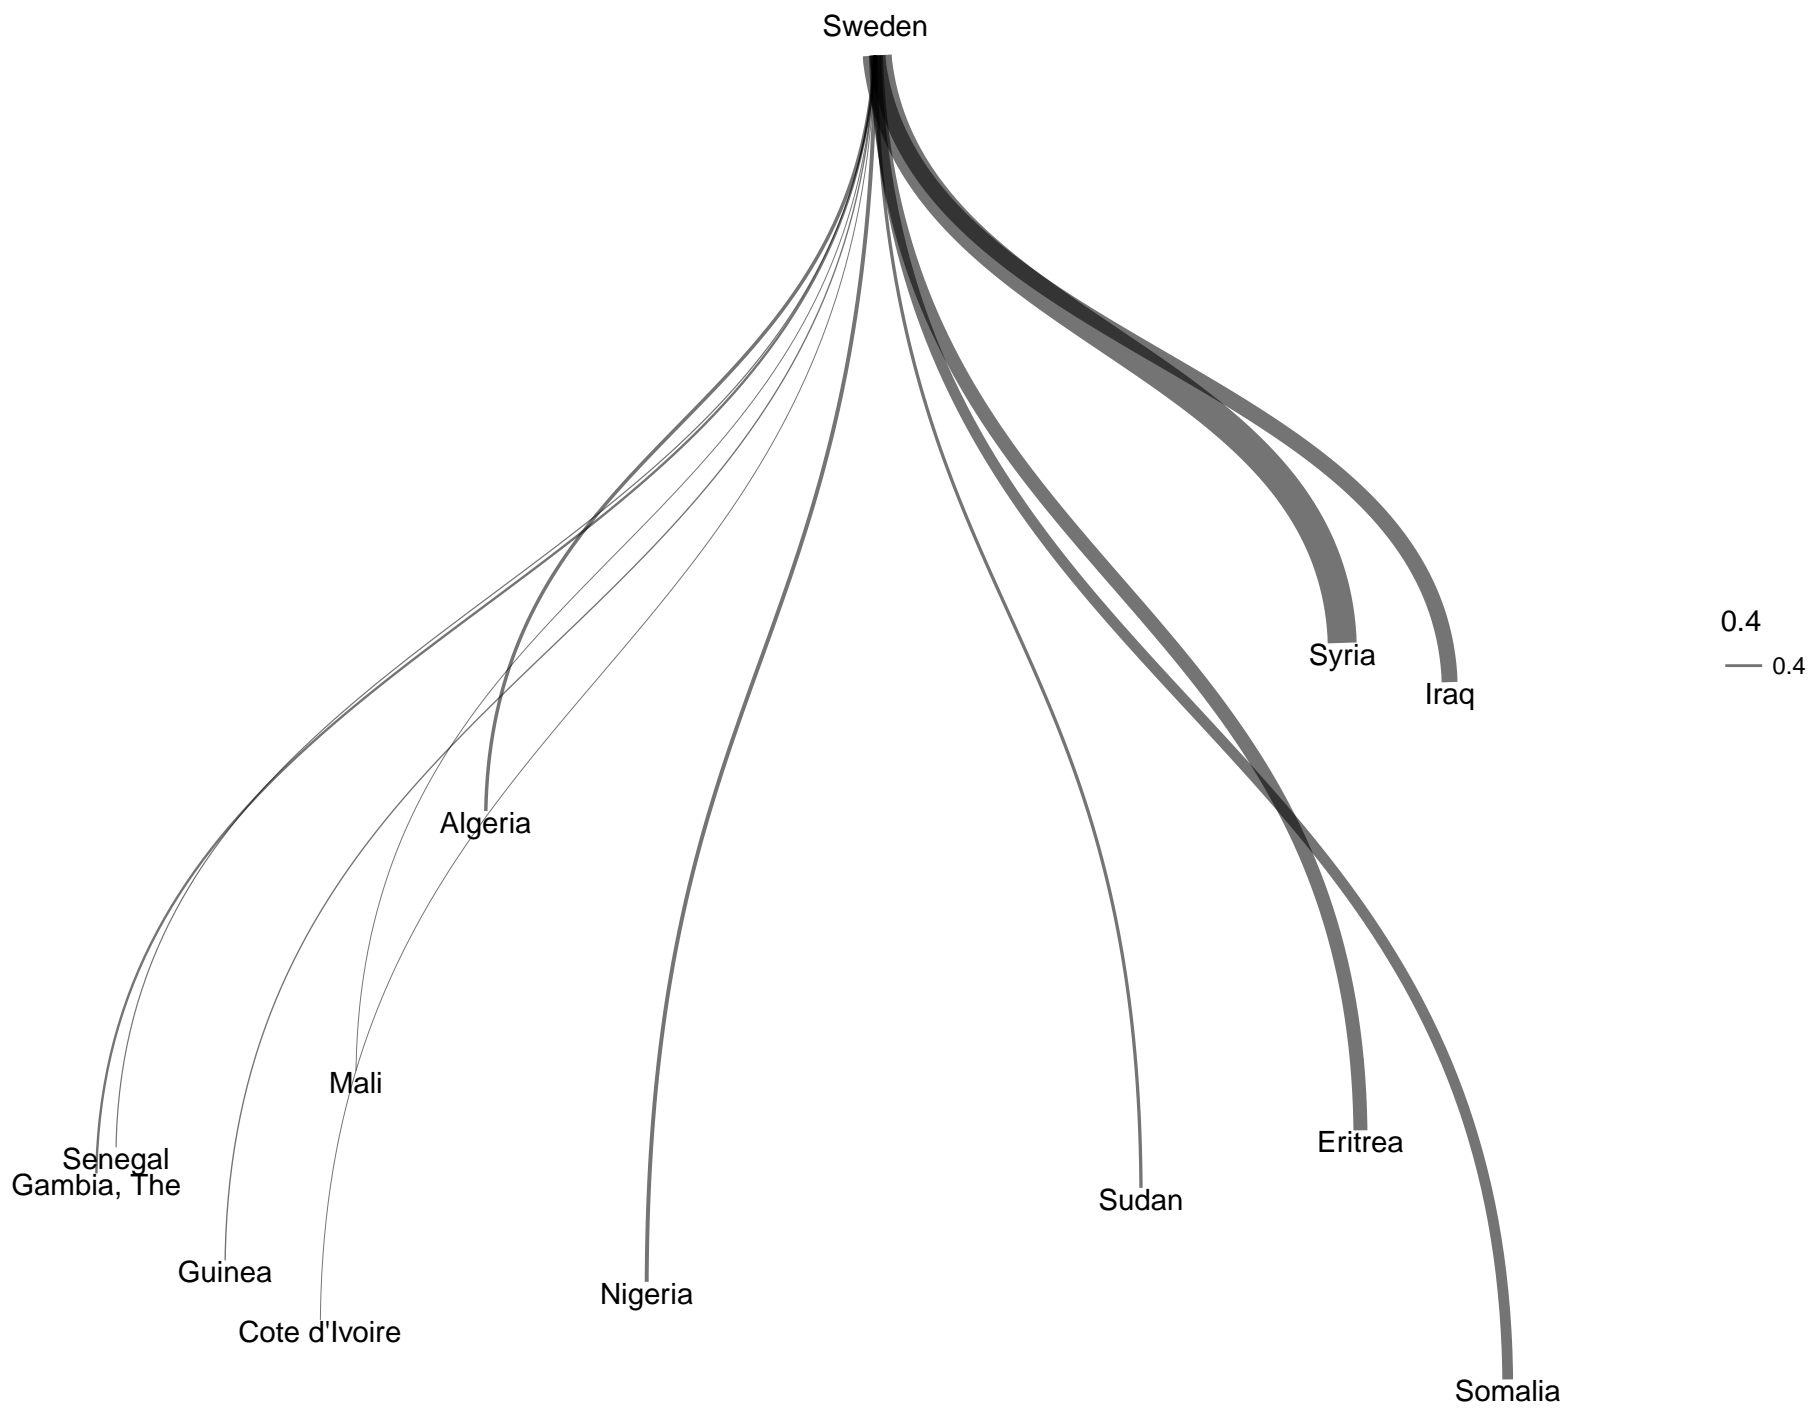 Sweden
0.4
0.4
Syria
Iraq
Algeria
Mali
Eritrea
Senegal
Gambia, The
Sudan
Guinea
Nigeria
Cote d'Ivoire
Somalia